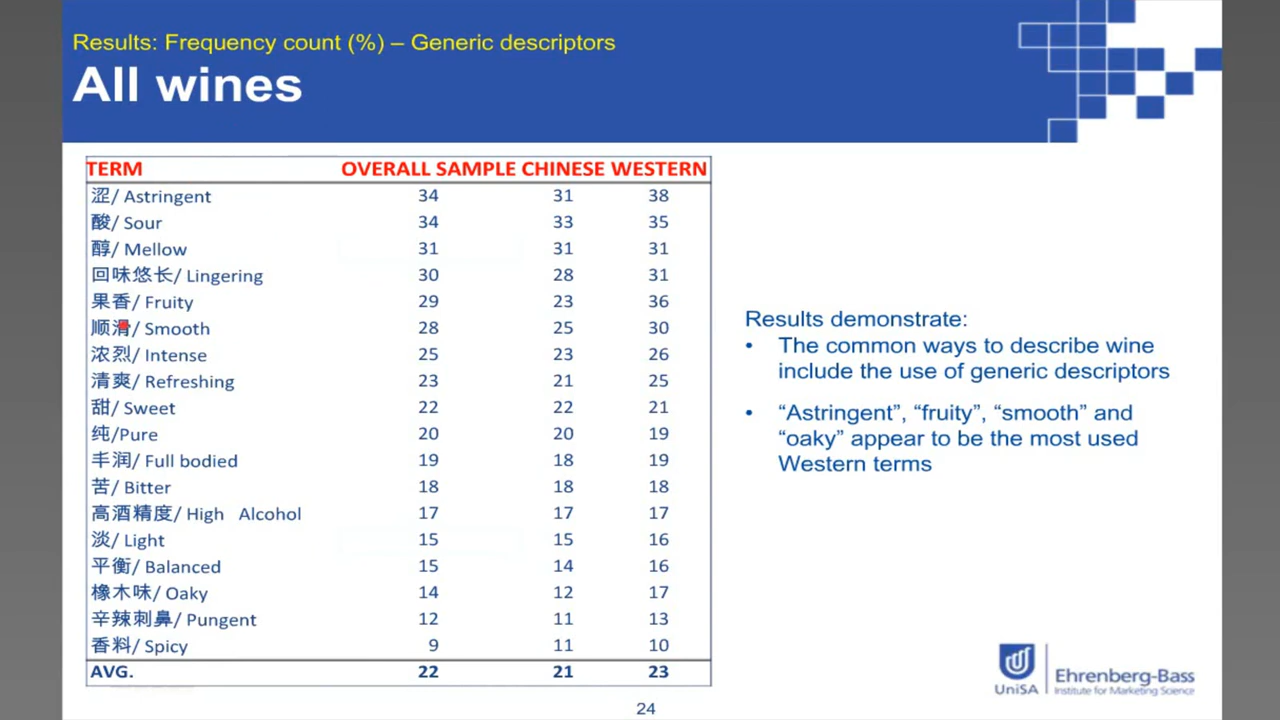 Results: Frequency count (%) – Generic descriptors
All wines
TERM OVERALL SAMPLE CHINESE WESTERN
涩/ Astringent 34 31 38
酸/ Sour 34 33 35
醇/ Mellow 31 31 31
回味悠长/ Lingering 30 28 31
果香/ Fruity 29 23 36
顺滑/ Smooth 28 25 30
浓烈/ Intense 25 23 26
清爽/ Refreshing 23 21 25
甜/ Sweet 22 22 21
纯/Pure 20 20 19
丰润/ Full bodied 19 18 19
苦/ Bitter 18 18 18
高酒精度/ High Alcohol 17 17 17
淡/ Light 15 15 16
平衡/ Balanced 15 14 16
橡木味/ Oaky 14 12 17
辛辣刺鼻/ Pungent 12 11 13
香料/ Spicy 9 11 10
AVG. 22 21 23
Results demonstrate:
• The common ways to describe wine
include the use of generic descriptors
• “Astringent”, “fruity”, “smooth” and
“oaky” appear to be the most used
Western terms
UniSA
Ehrenberg-Bass
Institute for Marketing Science
24